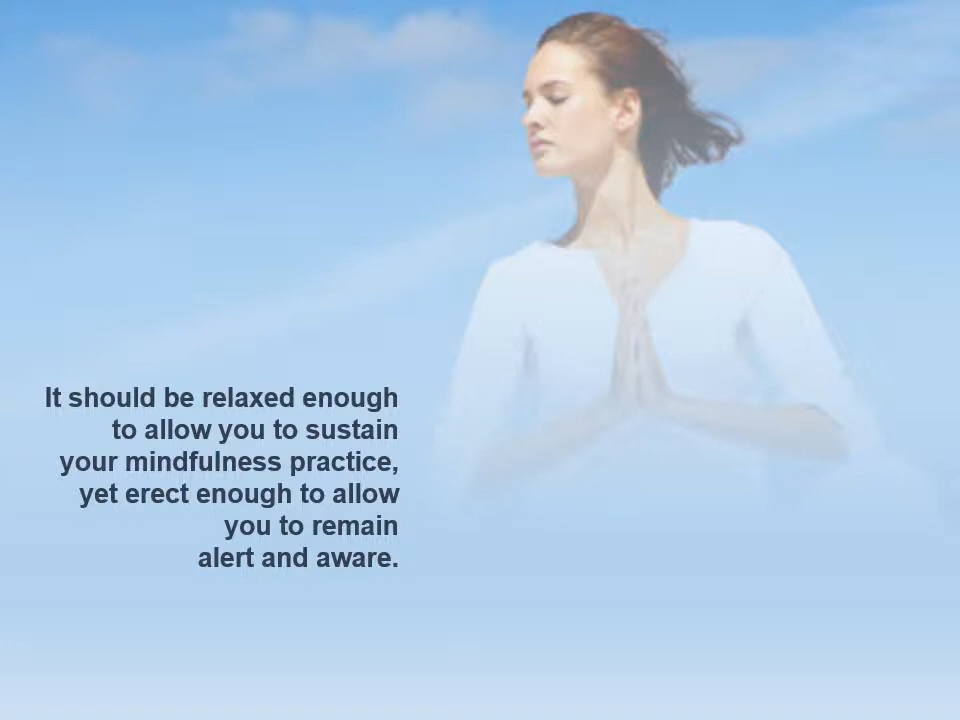 It should be relaxed enough
to allow you to sustain
your mindfulness practice,
yet erect enough to allow
you to remain
alert and aware.